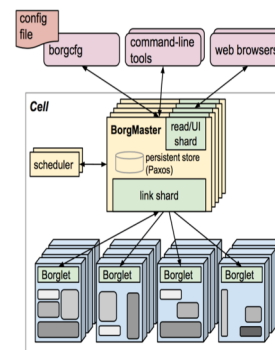 config
file
borgcfg
command-line
tools
web browsers
Cell
BorgMaster
read/UI
shard
persistent store
(Paxos)
scheduler
link shard
Borglet
Borglet
Borglet
Borglet